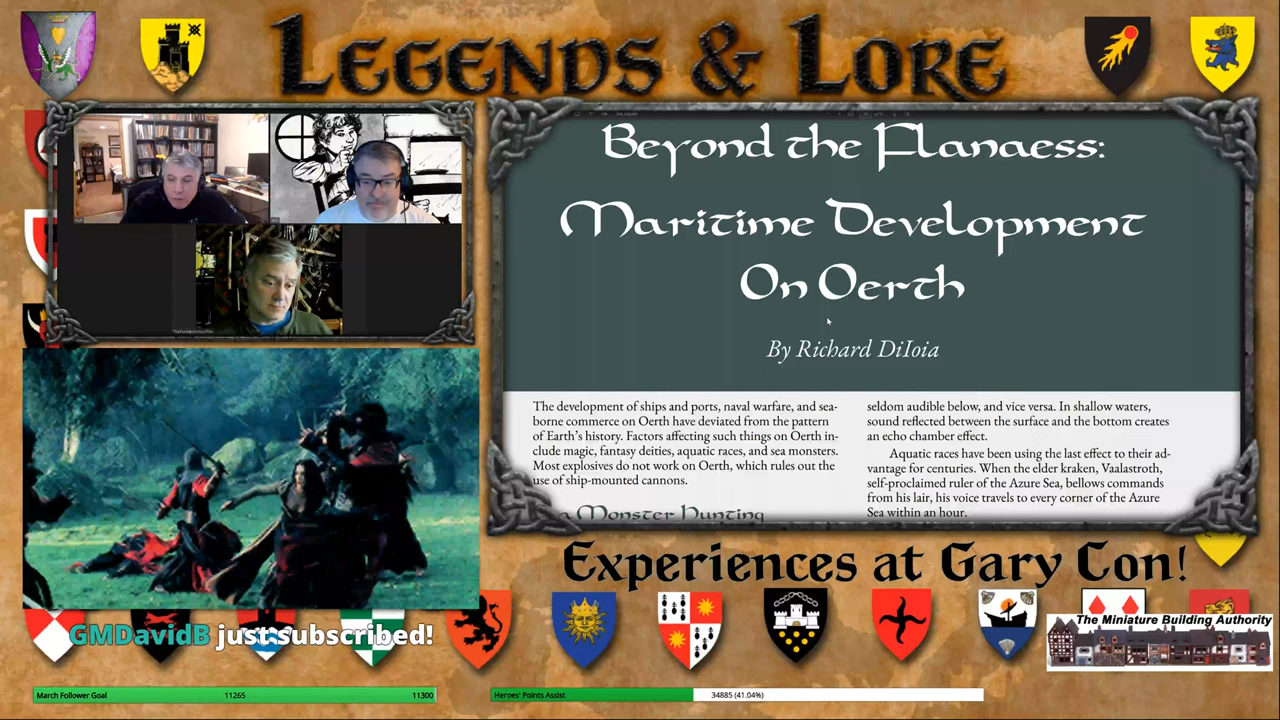 Legends & Lore
Beyond the Flanaess:
Maritime Development
On Oerth
By Richard DiIoia
The development of ships and ports, naval warfare, and sea-
borne commerce on Oerth have deviated from the pattern
of Earth's history. Factors affecting such things on Oerth in-
clude magic, fantasy deities, aquatic races, and sea monsters.
Most explosives do not work on Oerth, which rules out the
use of ship-mounted cannons.
Monster Hunting
seldom audible below, and vice versa. In shallow waters,
sound reflected between the surface and the bottom creates
an echo chamber effect.
Aquatic races have been using the last effect to their ad-
vantage for centuries. When the elder kraken, Vaalastroth,
self-proclaimed ruler of the Azure Sea, bellows commands
from his lair, his voice travels to every corner of the Azure
Sea within an hour.
Experiences at Gary Con!
GMDavidB just subscribed!
The Miniature Building Authority
March Follower Goal 11265 11300
Heroes' Points Assist 34885 (41.04%)